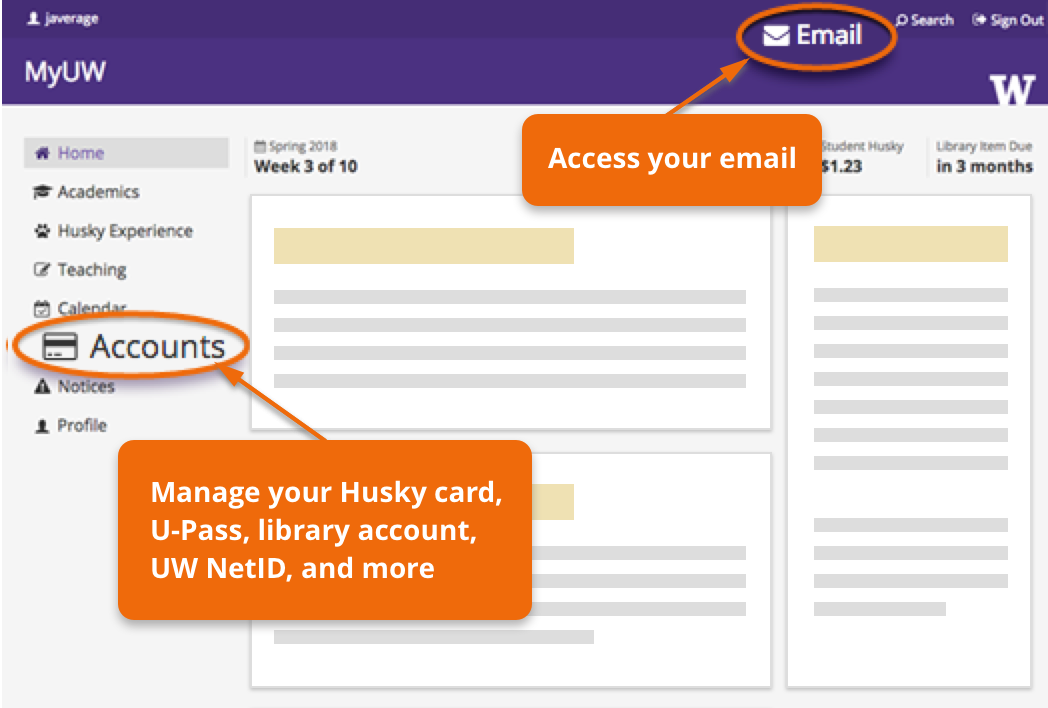 javerage
Email
Search
Sign Out
MyUW
W
Home
Spring 2018
Week 3 of 10
Access your email
Student Husky
$1.23
Library Item Due
in 3 months
Academics
Husky Experience
Teaching
Calendar
Accounts
Notices
Profile
Manage your Husky card,
U-Pass, library account,
UW NetID, and more